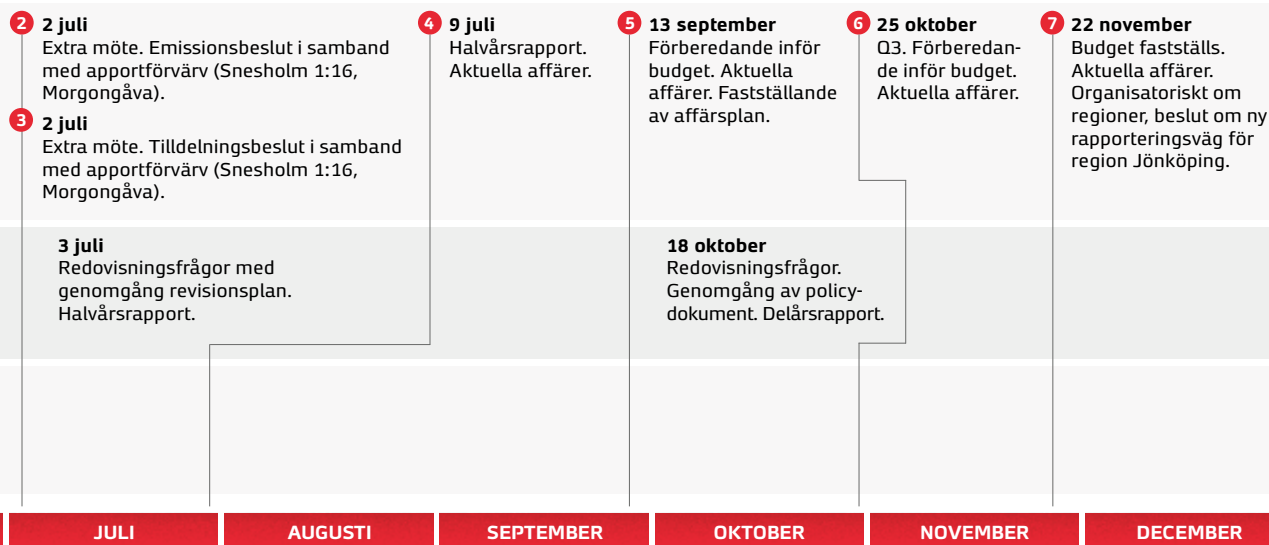 2 2 juli
Extra möte. Emissionsbeslut i samband
med apportförvärv (Snesholm 1:16,
Morgongåva).
3 2 juli
Extra möte. Tilldelningsbeslut i samband
med apportförvärv (Snesholm 1:16,
Morgongåva).
4 9 juli
Halvårsrapport.
Aktuella affärer.
5 13 september
Förberedande inför
budget. Aktuella
affärer. Fastställande
av affärsplan.
6 25 oktober
Q3. Förberedan-
de inför budget.
Aktuella affärer.
7 22 november
Budget fastställs.
Aktuella affärer.
Organisatoriskt om
regioner, beslut om ny
rapporteringsväg för
region Jönköping.
3 juli
Redovisningsfrågor med
genomgång revisionsplan.
Halvårsrapport.
18 oktober
Redovisningsfrågor.
Genomgång av policy-
dokument. Delårsrapport.
JULI
AUGUSTI
SEPTEMBER
OKTOBER
NOVEMBER
DECEMBER